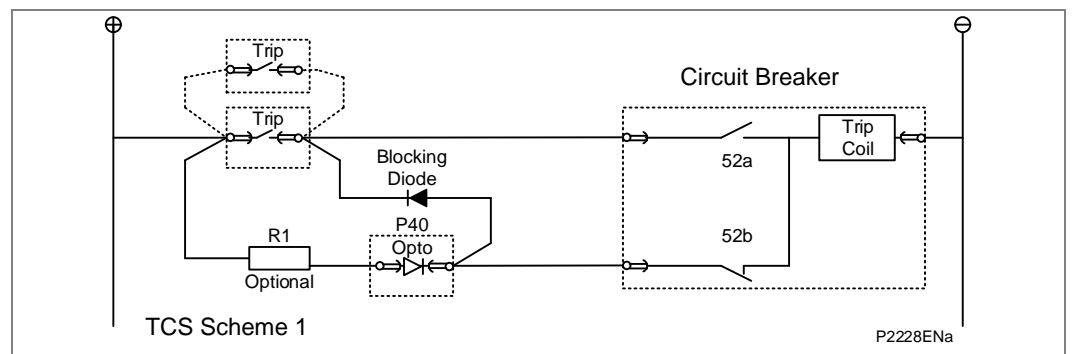 Trip
Circuit Breaker
Trip
Trip
Coil
52a
Blocking
Diode
P40
Opto
R1
Optional
52b
TCS Scheme 1
P2228ENa